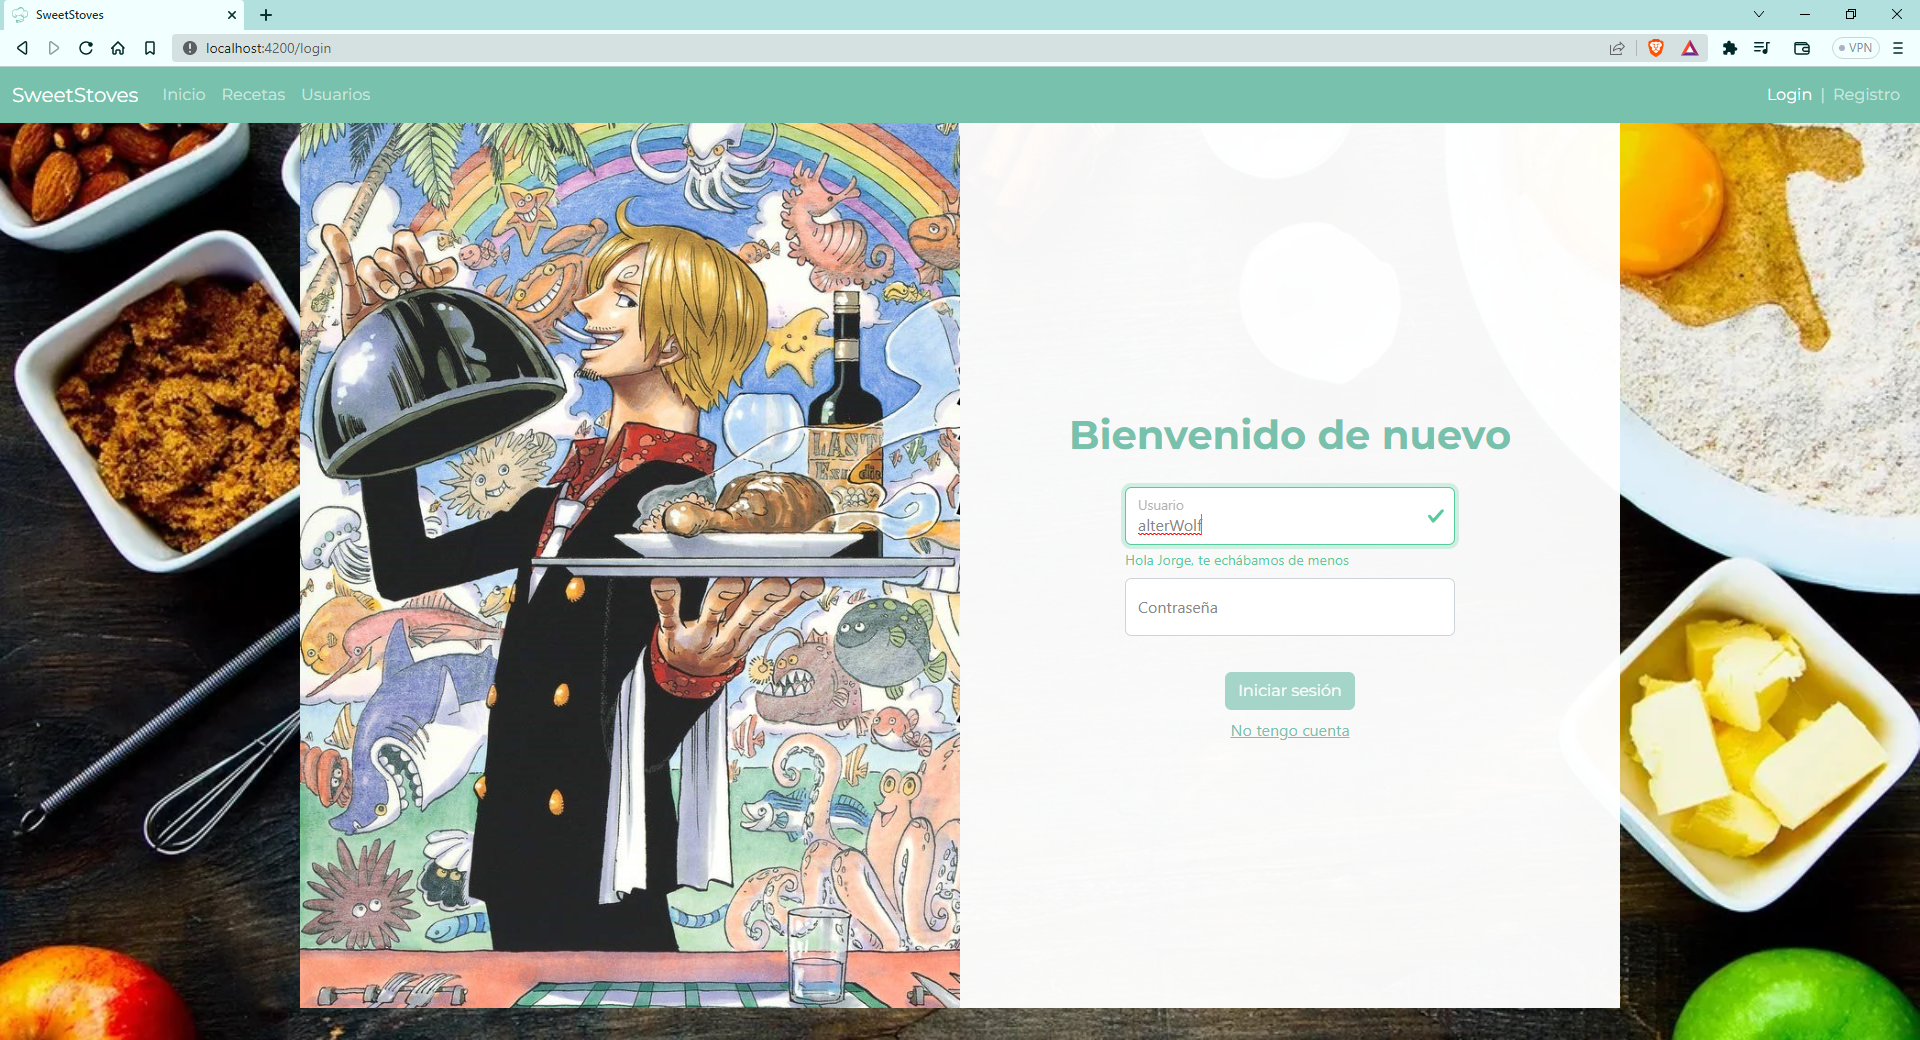 SweetStoves
localhost:4200/login
VPN
SweetStoves Inicio Recetas Usuarios Login | Registro
Bienvenido de nuevo
Usuario
alterWolf
Hola Jorge, te echábamos de menos
Contraseña
Iniciar sesión
No tengo cuenta